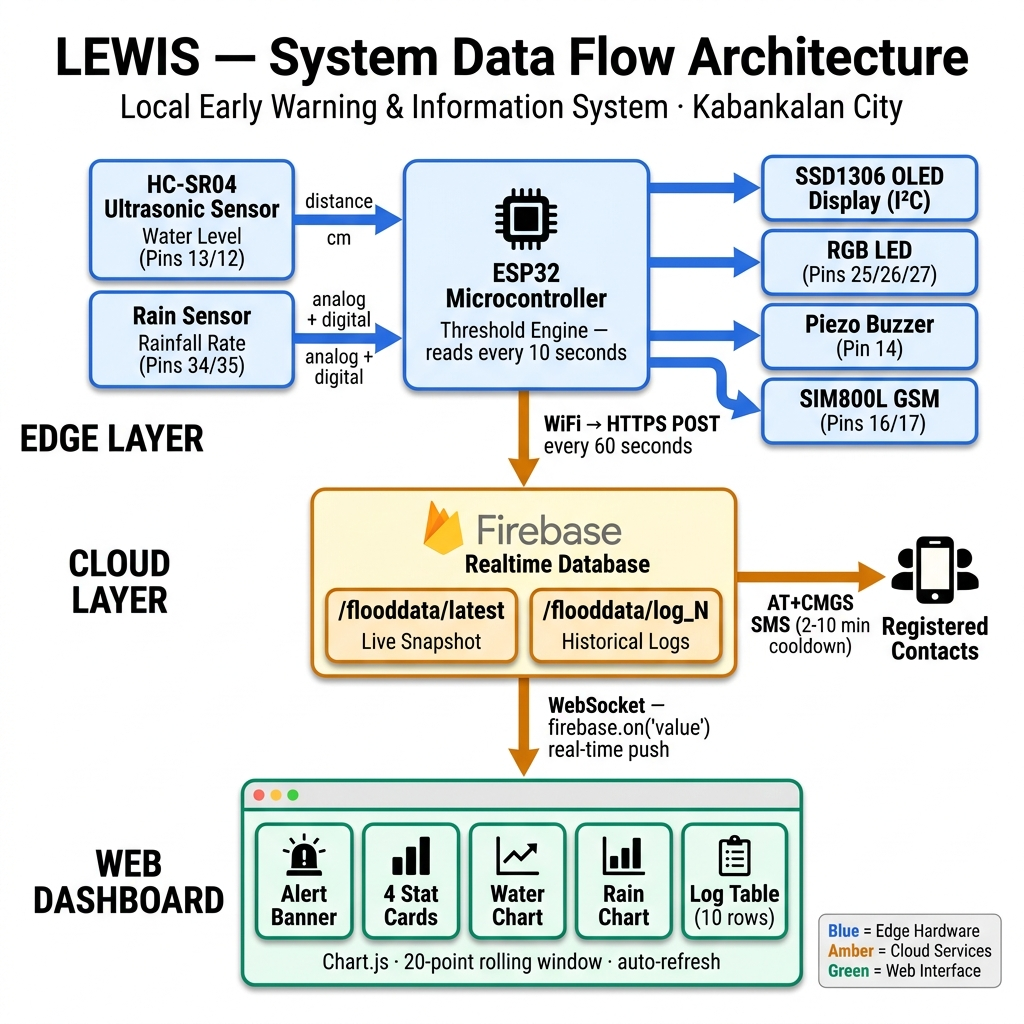 LEWIS — System Data Flow Architecture
Local Early Warning & Information System · Kabankalan City
HC-SR04
Ultrasonic Sensor
Water Level
(Pins 13/12)
distance
cm
Rain Sensor
Rainfall Rate
(Pins 34/35)
analog
+ digital
analog +
digital
ESP32
Microcontroller
Threshold Engine —
reads every 10 seconds
SSD1306 OLED
Display (I²C)
RGB LED
(Pins 25/26/27)
Piezo Buzzer
(Pin 14)
SIM800L GSM
(Pins 16/17)
EDGE LAYER
WiFi → HTTPS POST
every 60 seconds
CLOUD
LAYER
Firebase
Realtime Database
/flooddata/latest
Live Snapshot
/flooddata/log_N
Historical Logs
AT+CMGS
SMS (2-10 min
cooldown)
Registered
Contacts
WebSocket —
firebase.on('value')
real-time push
WEB
DASHBOARD
Alert
Banner
4 Stat
Cards
Water
Chart
Rain
Chart
Log Table
(10 rows)
Chart.js · 20-point rolling window · auto-refresh
Blue = Edge Hardware
Amber = Cloud Services
Green = Web Interface